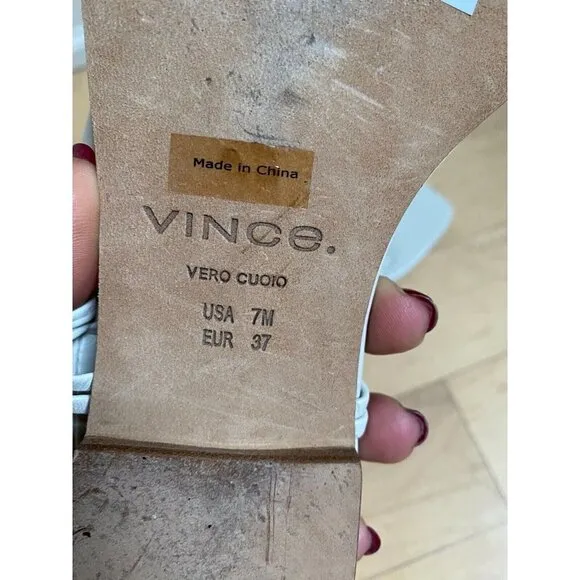 Made in China
VINCE.
VERO CUOIO
USA 7M
EUR 37